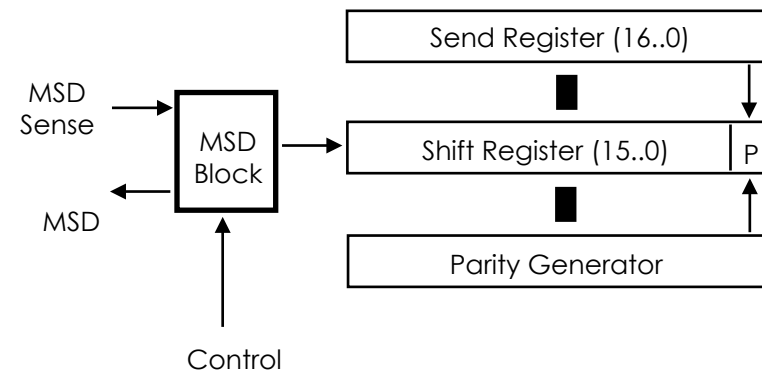 Send Register (16..0)
MSD
Sense
MSD
Block
Shift Register (15..0)
P
MSD
Parity Generator
Control